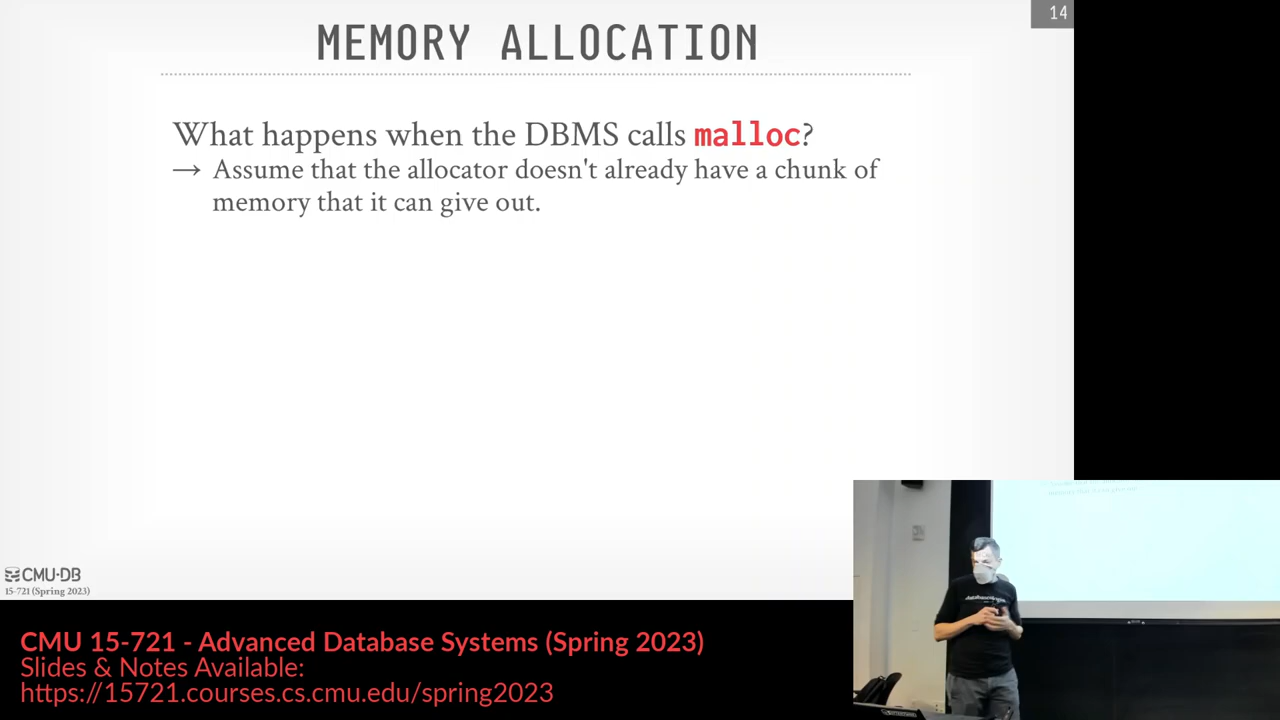 14
MEMORY ALLOCATION
What happens when the DBMS calls malloc?
→ Assume that the allocator doesn't already have a chunk of
memory that it can give out.
CMU·DB
15-721 (Spring 2023)
CMU 15-721 - Advanced Database Systems (Spring 2023)
Slides & Notes Available:
https://15721.courses.cs.cmu.edu/spring2023